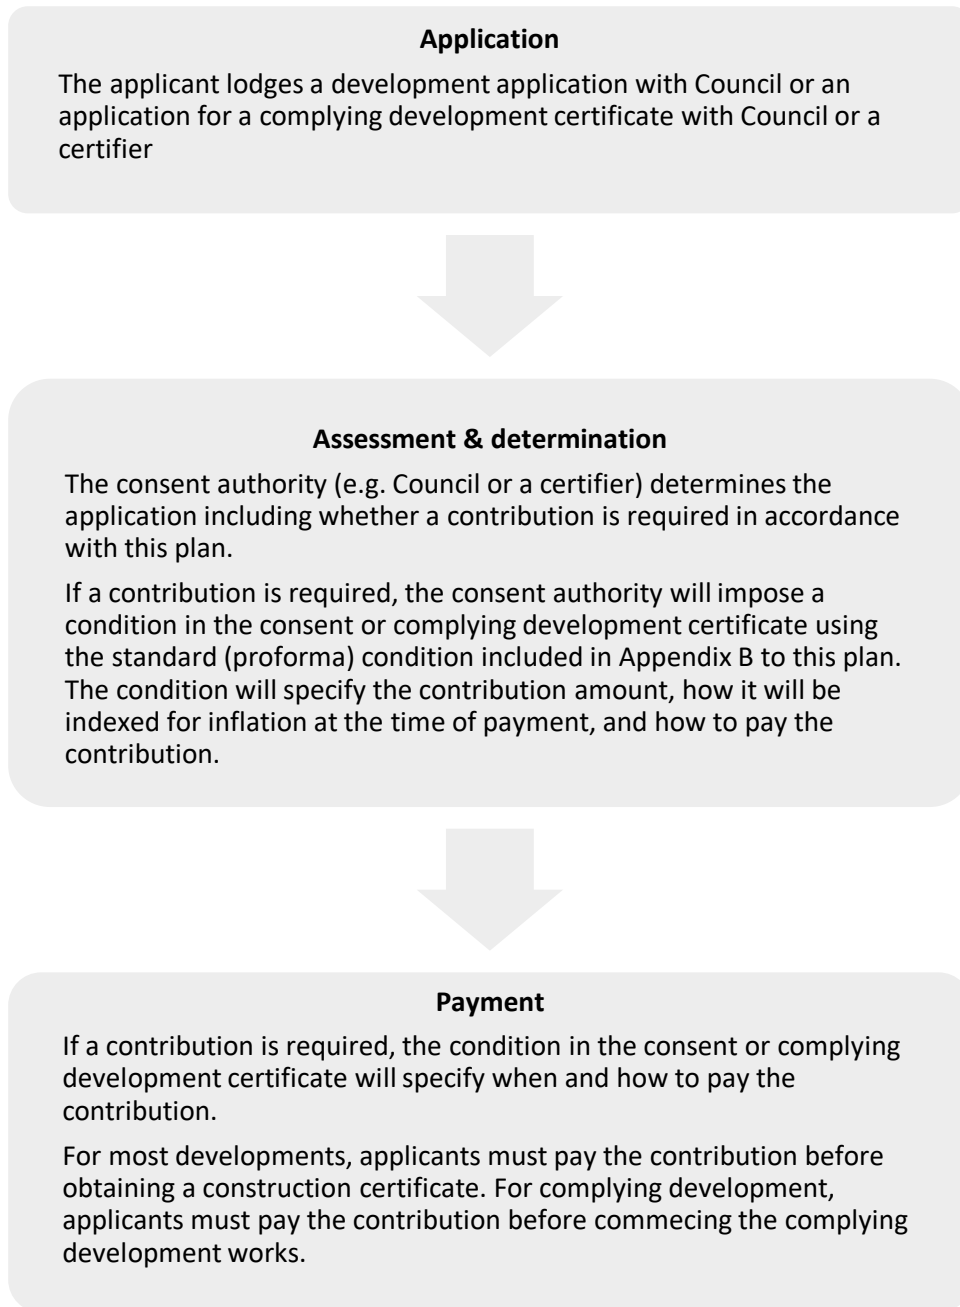 Application
The applicant lodges a development application with Council or an
application for a complying development certificate with Council or a
certifier
Assessment & determination
The consent authority (e.g. Council or a certifier) determines the
application including whether a contribution is required in accordance
with this plan.
If a contribution is required, the consent authority will impose a
condition in the consent or complying development certificate using
the standard (proforma) condition included in Appendix B to this plan.
The condition will specify the contribution amount, how it will be
indexed for inflation at the time of payment, and how to pay the
contribution.
Payment
If a contribution is required, the condition in the consent or complying
development certificate will specify when and how to pay the
contribution.
For most developments, applicants must pay the contribution before
obtaining a construction certificate. For complying development,
applicants must pay the contribution before commecing the complying
development works.